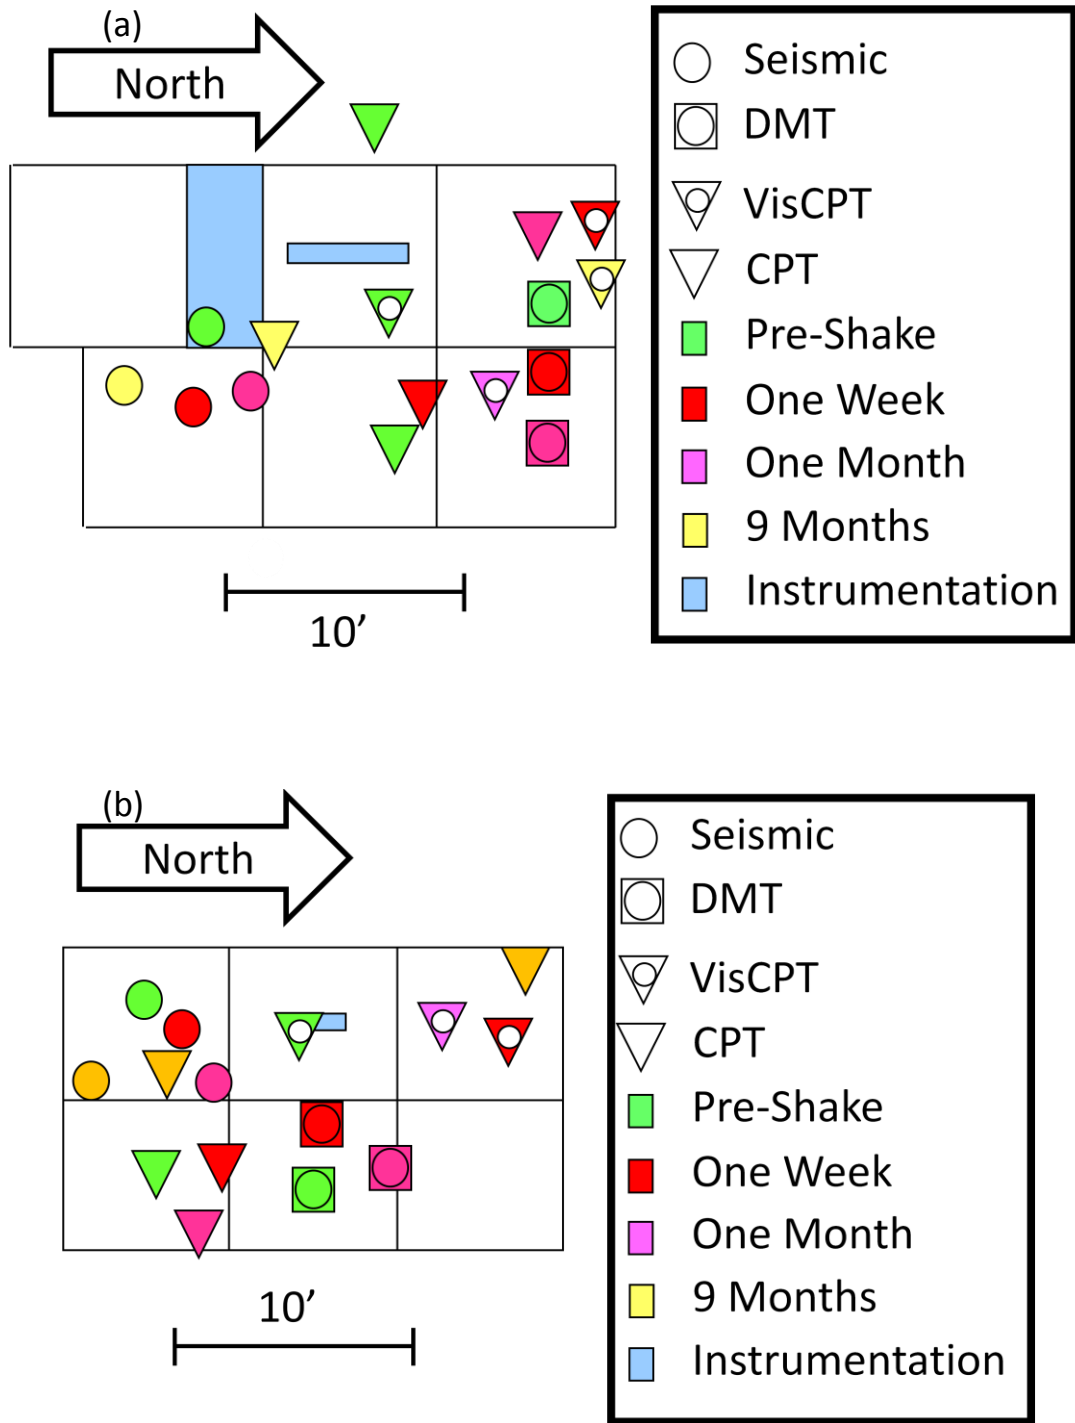 (a)
North
Seismic
DMT
VisCPT
CPT
Pre-Shake
One Week
One Month
9 Months
Instrumentation
10’
(b)
North
Seismic
DMT
VisCPT
CPT
Pre-Shake
One Week
One Month
9 Months
Instrumentation
10’